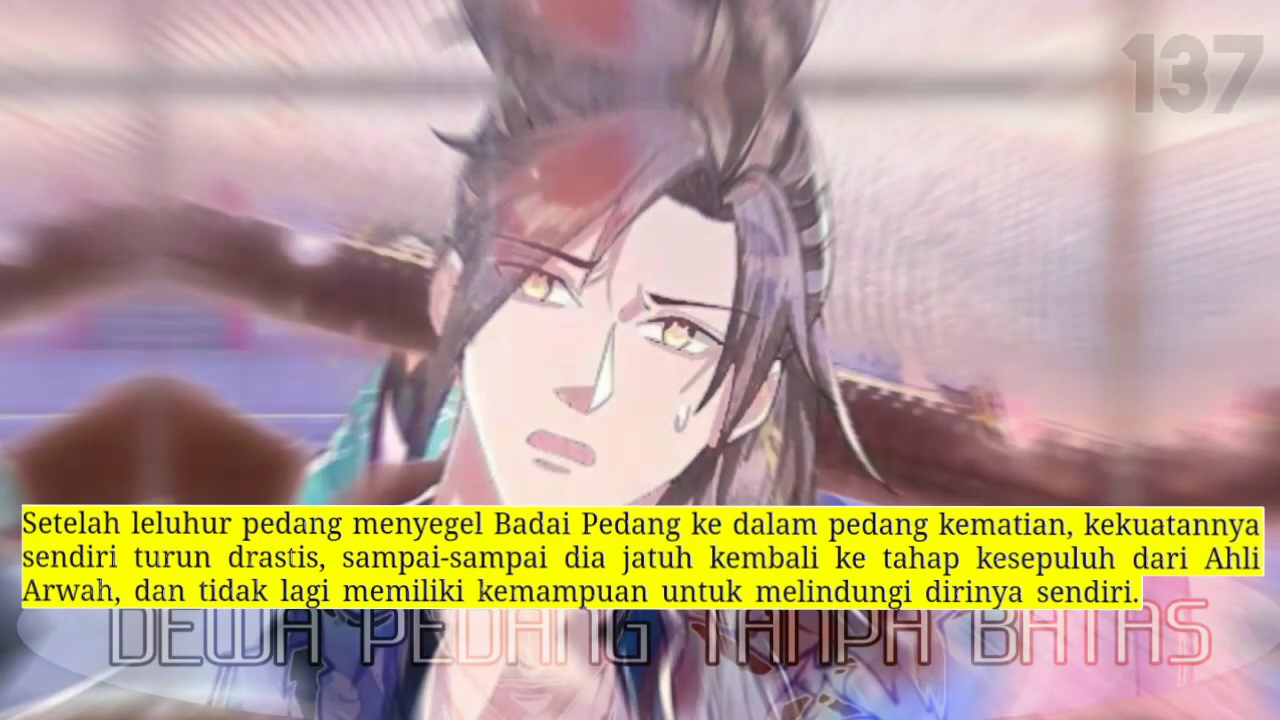 137
Setelah leluhur pedang menyegel Badai Pedang ke dalam pedang kematian, kekuatannya
sendiri turun drastis, sampai-sampai dia jatuh kembali ke tahap kesepuluh dari Ahli
Arwah, dan tidak lagi memiliki kemampuan untuk melindungi dirinya sendiri.
DEWA PEDANG TANPA BATAS